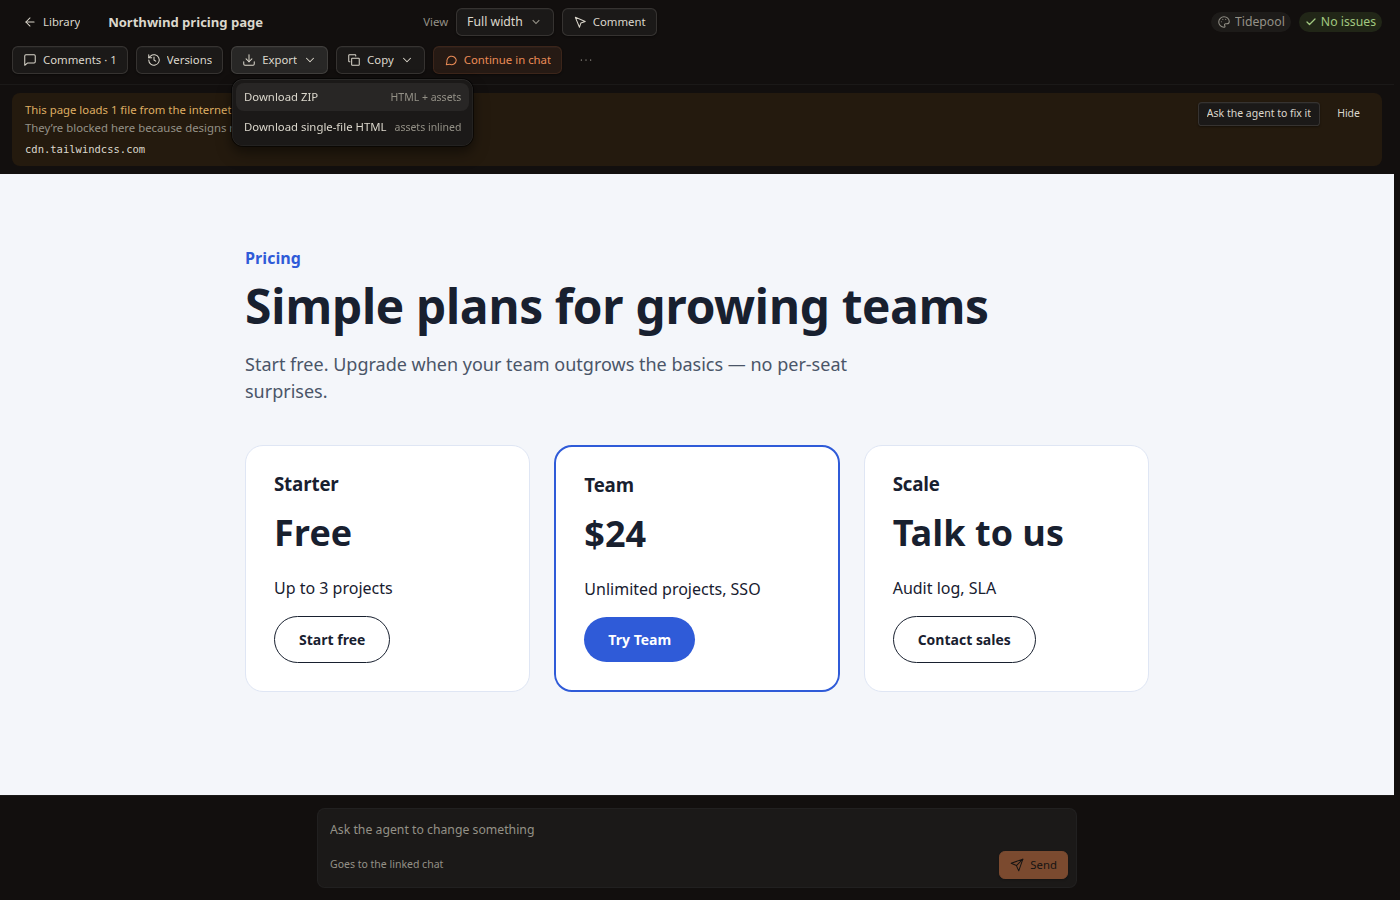 Library
Northwind pricing page
View
Full width
Comment
Tidepool
No issues
Comments · 1
Versions
Export
Copy
Continue in chat
···
Download ZIP
HTML + assets
Download single-file HTML
assets inlined
This page loads 1 file from the internet
They're blocked here because designs
cdn.tailwindcss.com
Ask the agent to fix it
Hide
Pricing
Simple plans for growing teams
Start free. Upgrade when your team outgrows the basics — no per-seat
surprises.
Starter
Free
Up to 3 projects
Start free
Team
$24
Unlimited projects, SSO
Try Team
Scale
Talk to us
Audit log, SLA
Contact sales
Ask the agent to change something
Goes to the linked chat
Send